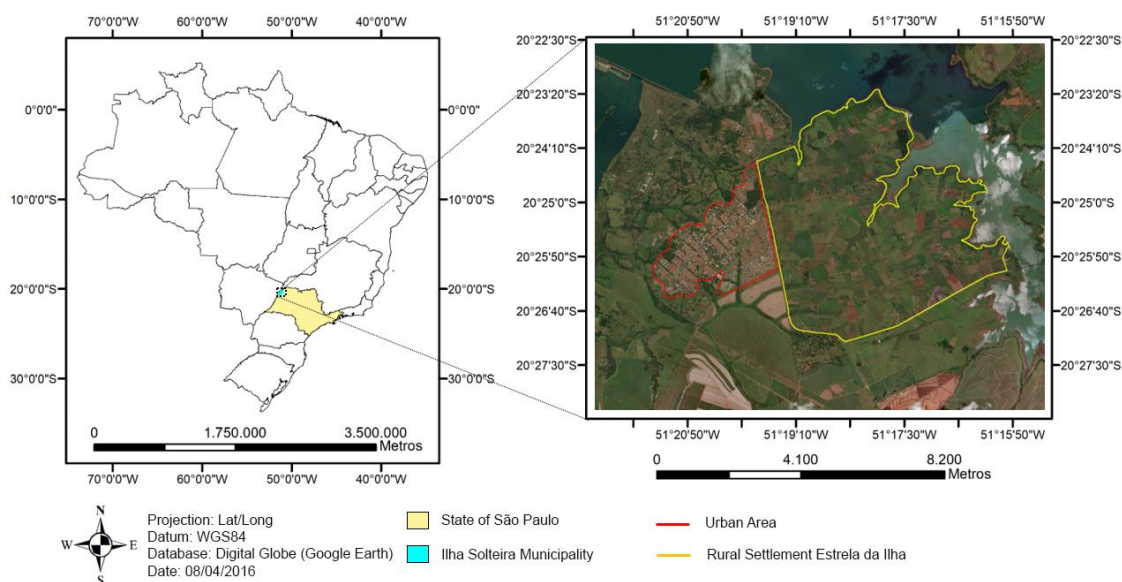 70°0'0"W 60°0'0"W 50°0'0"W 40°0'0"W
0°0'0" 0°0'0"
10°0'0"S 10°0'0"S
20°0'0"S 20°0'0"S
30°0'0"S 30°0'0"S
0 1.750.000 3.500.000
Metros
70°0'0"W 60°0'0"W 50°0'0"W 40°0'0"W
51°20'50"W 51°19'10"W 51°17'30"W 51°15'50"W
20°22'30"S 20°22'30"S
20°23'20"S 20°23'20"S
20°24'10"S 20°24'10"S
20°25'0"S 20°25'0"S
20°25'50"S 20°25'50"S
20°26'40"S 20°26'40"S
20°27'30"S 20°27'30"S
51°20'50"W 51°19'10"W 51°17'30"W 51°15'50"W
0 4.100 8.200
Metros
N
W E
S
Projection: Lat/Long
Datum: WGS84
Database: Digital Globe (Google Earth)
Date: 08/04/2016
State of São Paulo
Ilha Solteira Municipality
Urban Area
Rural Settlement Estrela da Ilha